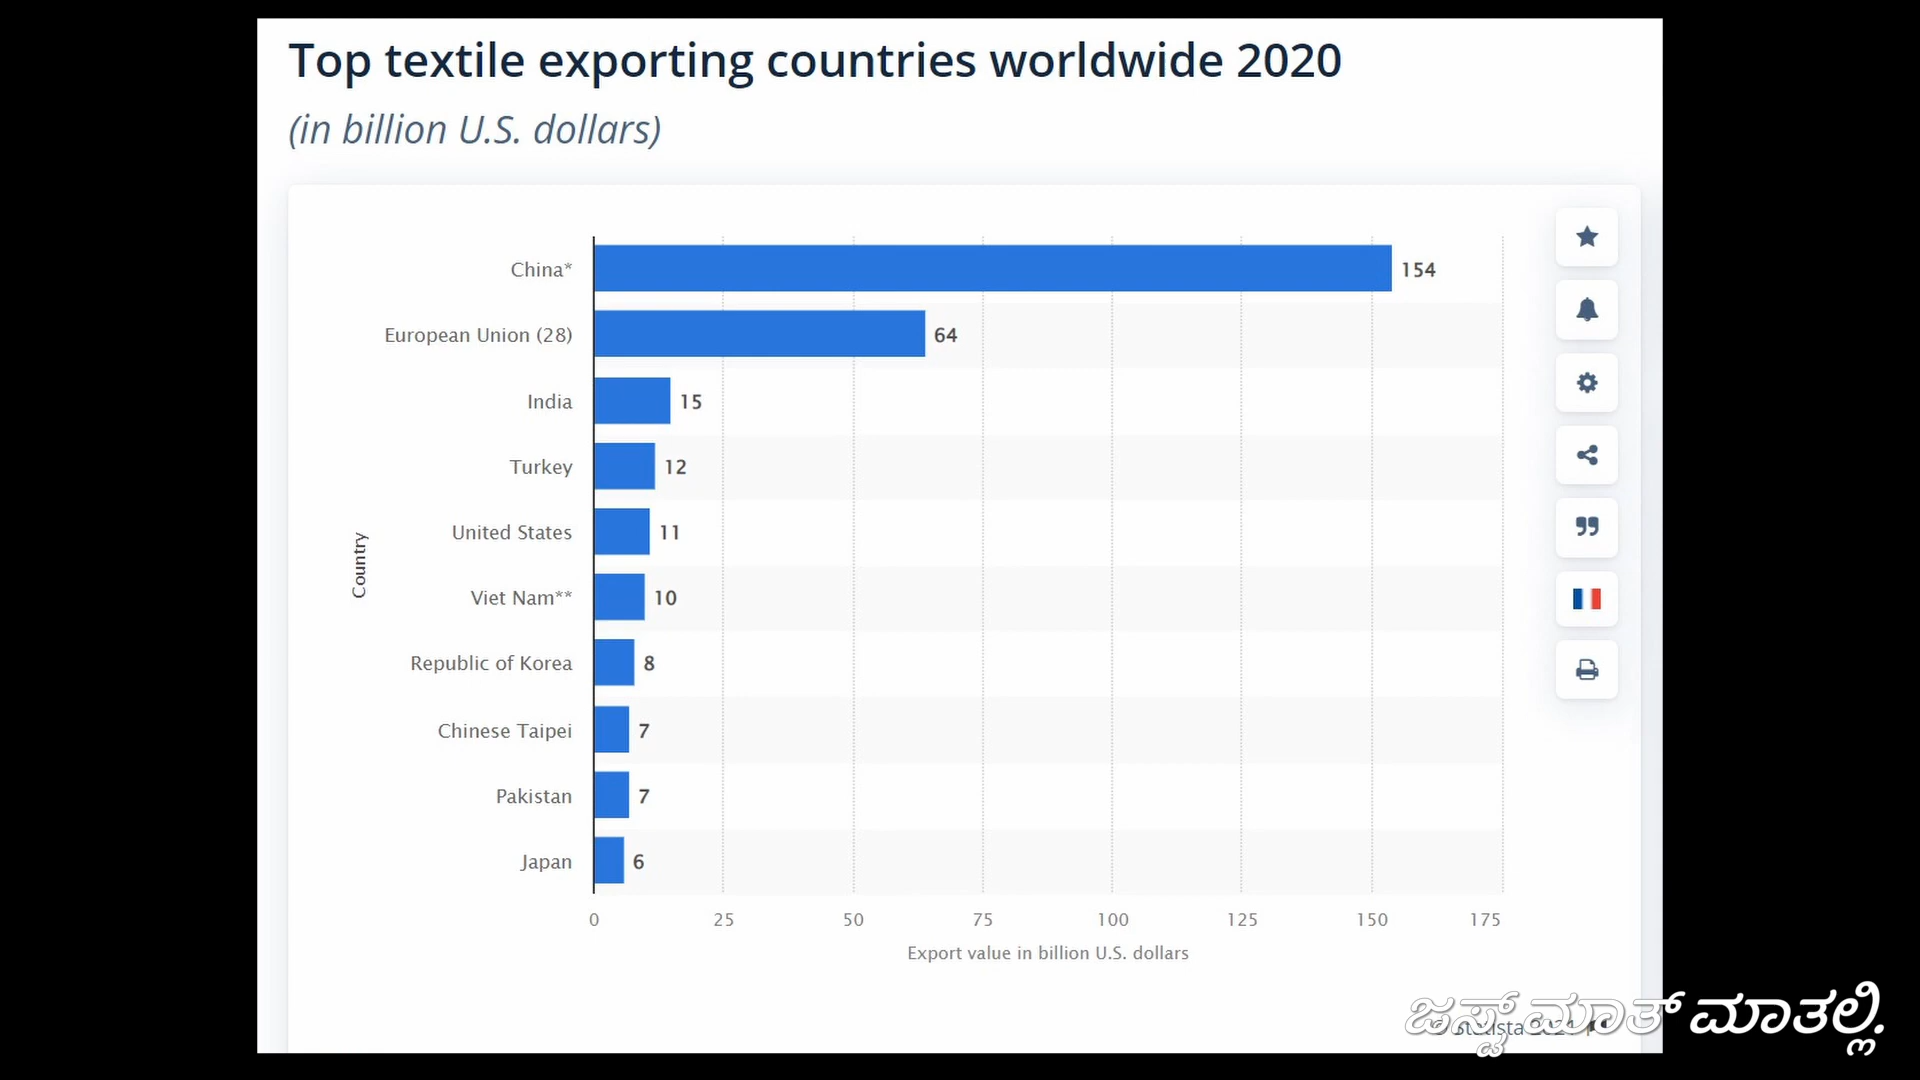 Top textile exporting countries worldwide 2020
(in billion U.S. dollars)
China* 154
European Union (28) 64
India 15
Turkey 12
United States 11
Viet Nam** 10
Republic of Korea 8
Chinese Taipei 7
Pakistan 7
Japan 6
Country
0 25 50 75 100 125 150 175
Export value in billion U.S. dollars
© Statista 2021
ಜಸ್ಟ್ ಮಾತ್ ಮಾತಲ್ಲಿ.